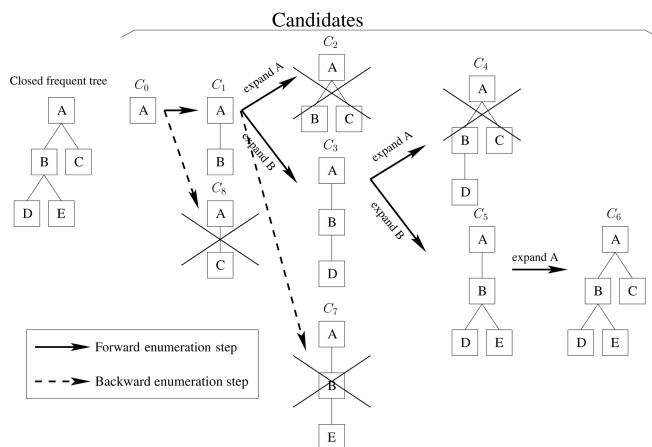 Candidates
Closed frequent tree
A
B C
D E
C0
A
C1
A
B
expand A
C2
A
B C
expand B
C3
A
B
D
expand A
C4
A
B C
D
expand B
C5
A
B
D E
expand A
C6
A
B C
D E
C8
A
C
C7
A
B
E
Forward enumeration step
Backward enumeration step